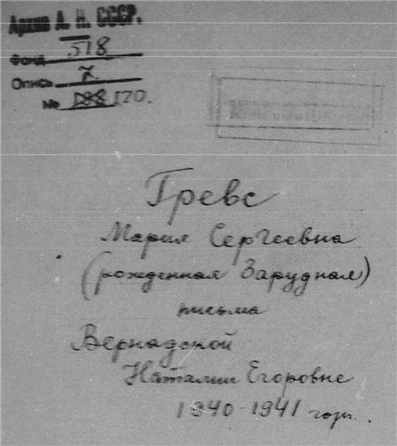 Архив А. Н. СССР.
Фонд 518
Опись 7
№ 170.
Гревс
Мария Сергеевна
(рожденная Зарудная)
письма
Вернадской
Наталии Егоровне
1940-1941 годы.